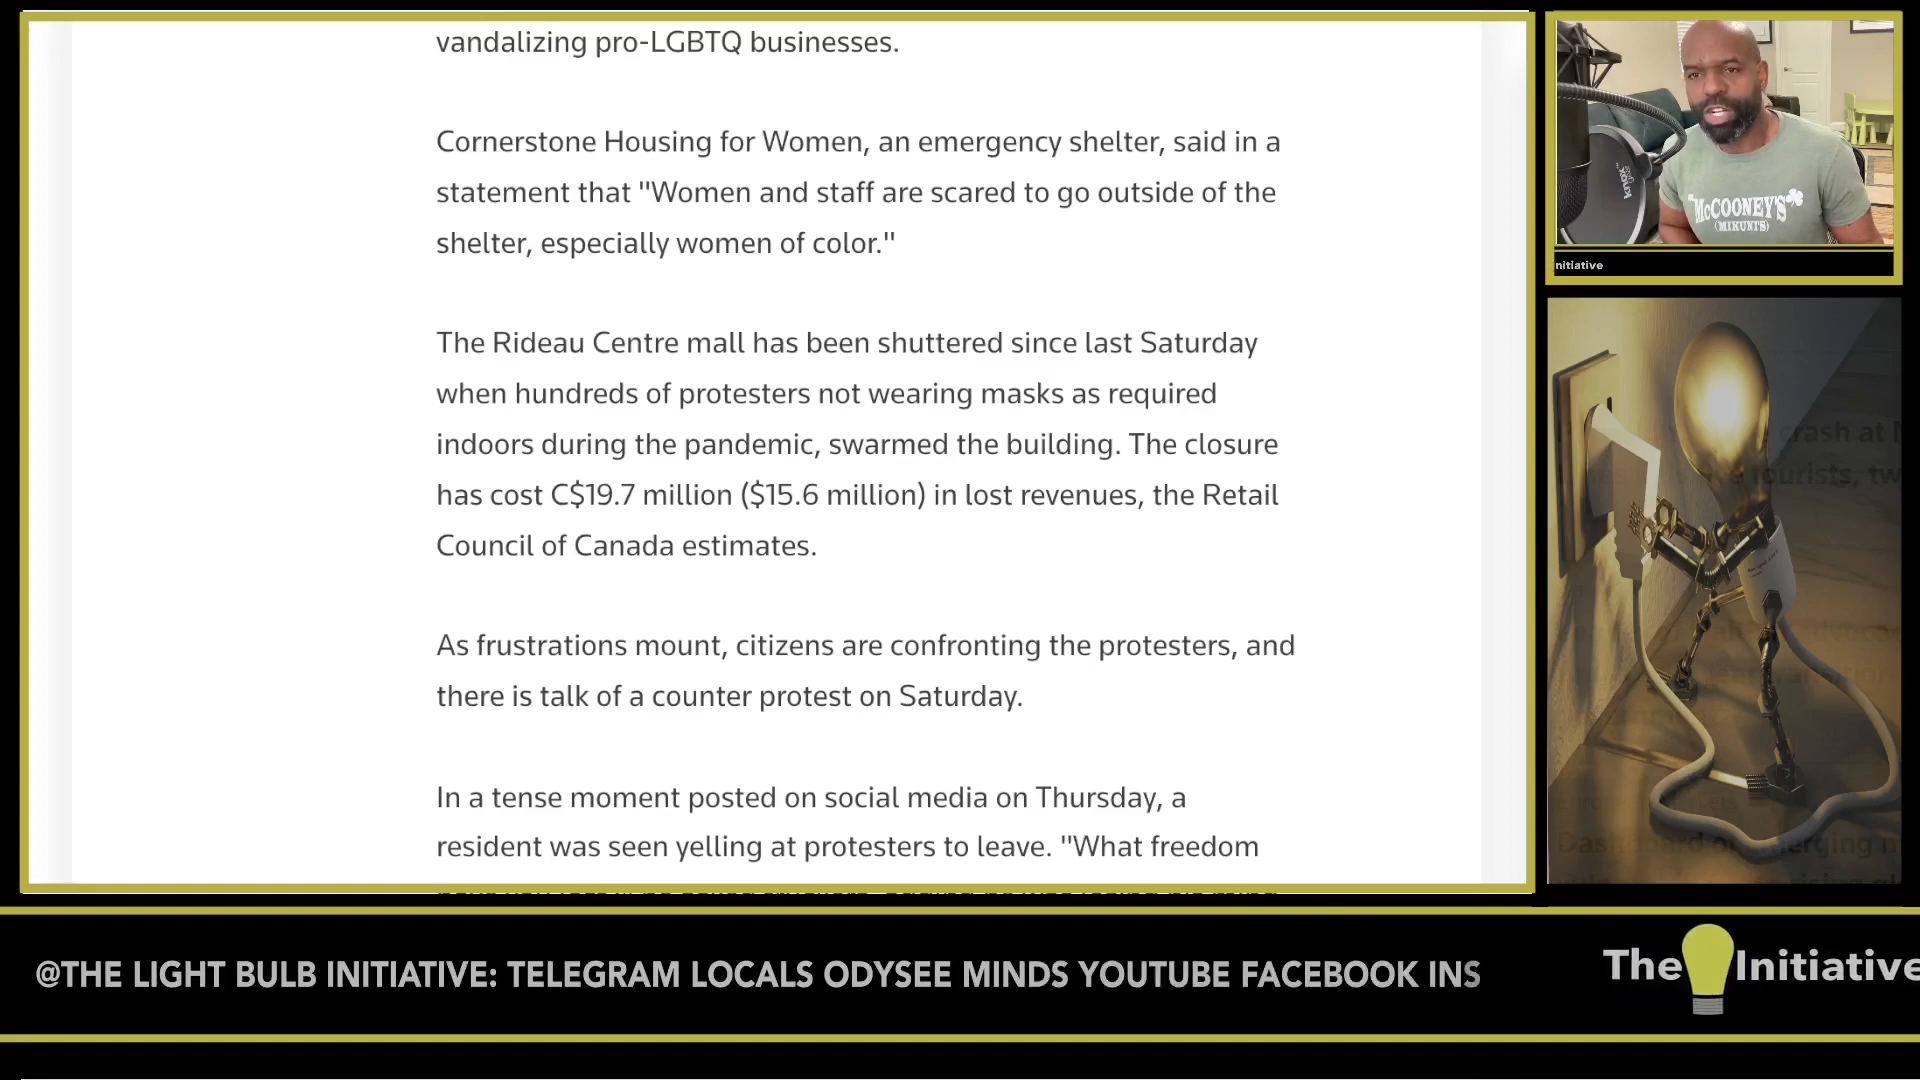 vandalizing pro-LGBTQ businesses.
Cornerstone Housing for Women, an emergency shelter, said in a
statement that "Women and staff are scared to go outside of the
shelter, especially women of color."
The Rideau Centre mall has been shuttered since last Saturday
when hundreds of protesters not wearing masks as required
indoors during the pandemic, swarmed the building. The closure
has cost C$19.7 million ($15.6 million) in lost revenues, the Retail
Council of Canada estimates.
As frustrations mount, citizens are confronting the protesters, and
there is talk of a counter protest on Saturday.
In a tense moment posted on social media on Thursday, a
resident was seen yelling at protesters to leave. "What freedom
knox
McCOONEY'S
(MIKUNI'S)
nitiative
crash at
tourists, tw
@THE LIGHT BULB INITIATIVE: TELEGRAM LOCALS ODYSEE MINDS YOUTUBE FACEBOOK INS
The Initiative